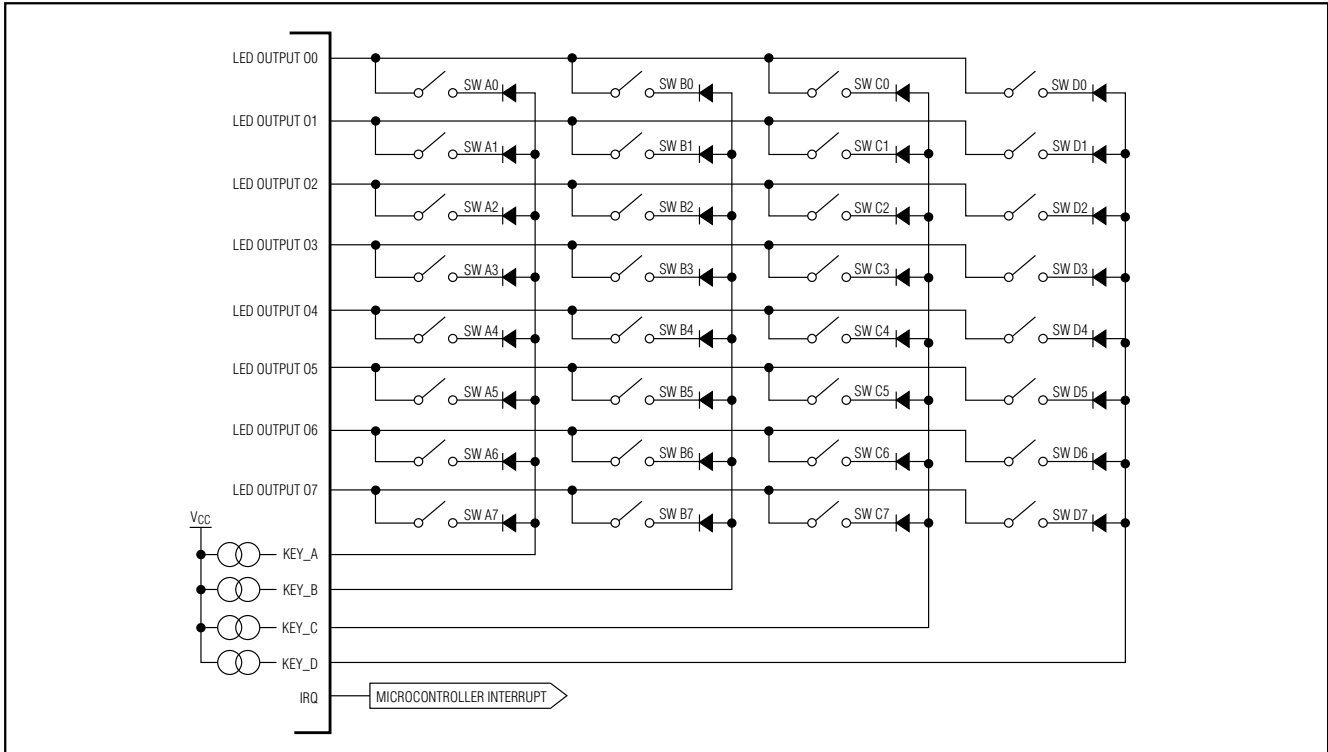 LED OUTPUT O0
SW A0 SW B0 SW C0 SW D0
LED OUTPUT O1
SW A1 SW B1 SW C1 SW D1
LED OUTPUT O2
SW A2 SW B2 SW C2 SW D2
LED OUTPUT O3
SW A3 SW B3 SW C3 SW D3
LED OUTPUT O4
SW A4 SW B4 SW C4 SW D4
LED OUTPUT O5
SW A5 SW B5 SW C5 SW D5
LED OUTPUT O6
SW A6 SW B6 SW C6 SW D6
LED OUTPUT O7
SW A7 SW B7 SW C7 SW D7
VCC
KEY_A
KEY_B
KEY_C
KEY_D
IRQ MICROCONTROLLER INTERRUPT